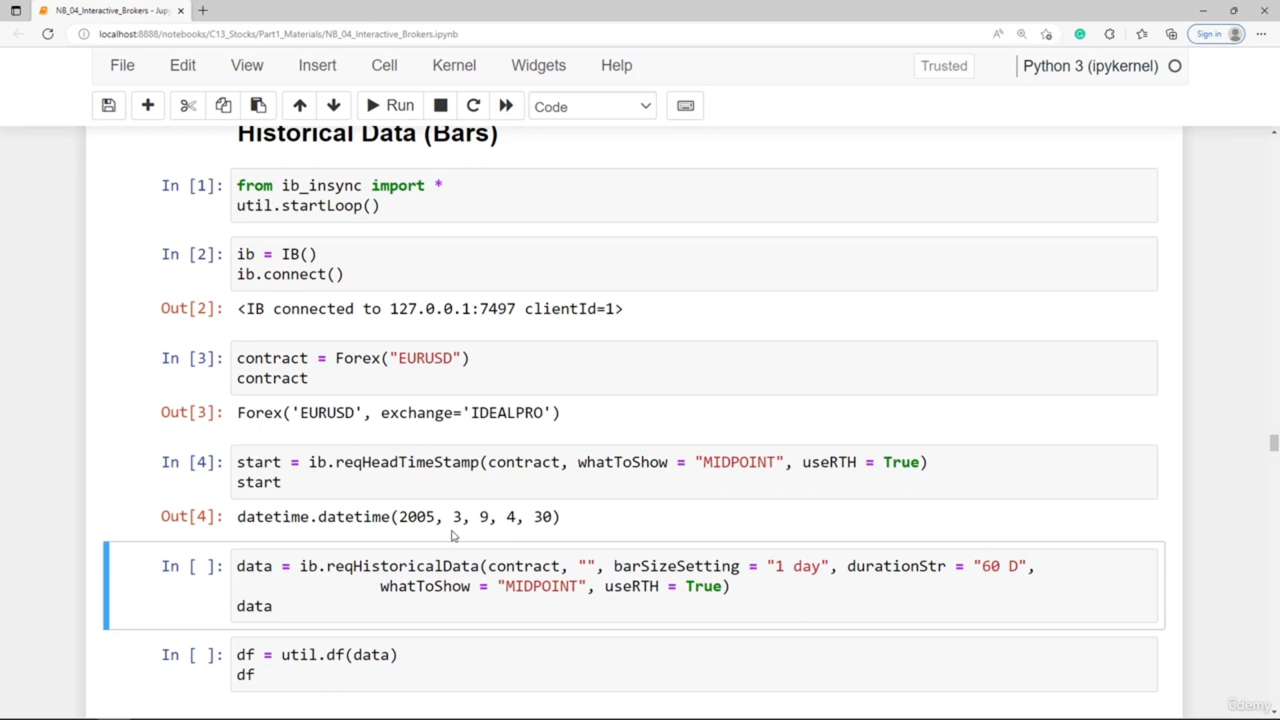 NB_04_Interactive_Brokers - Jup
localhost:8888/notebooks/C13_Stocks/Part1_Materials/NB_04_Interactive_Brokers.ipynb
Sign in
File Edit View Insert Cell Kernel Widgets Help Trusted Python 3 (ipykernel)
Run Code
Historical Data (Bars)
In [1]: from ib_insync import *
util.startLoop()
In [2]: ib = IB()
ib.connect()
Out[2]: <IB connected to 127.0.0.1:7497 clientId=1>
In [3]: contract = Forex("EURUSD")
contract
Out[3]: Forex('EURUSD', exchange='IDEALPRO')
In [4]: start = ib.reqHeadTimeStamp(contract, whatToShow = "MIDPOINT", useRTH = True)
start
Out[4]: datetime.datetime(2005, 3, 9, 4, 30)
In [ ]: data = ib.reqHistoricalData(contract, "", barSizeSetting = "1 day", durationStr = "60 D",
whatToShow = "MIDPOINT", useRTH = True)
data
In [ ]: df = util.df(data)
df
ûdemy